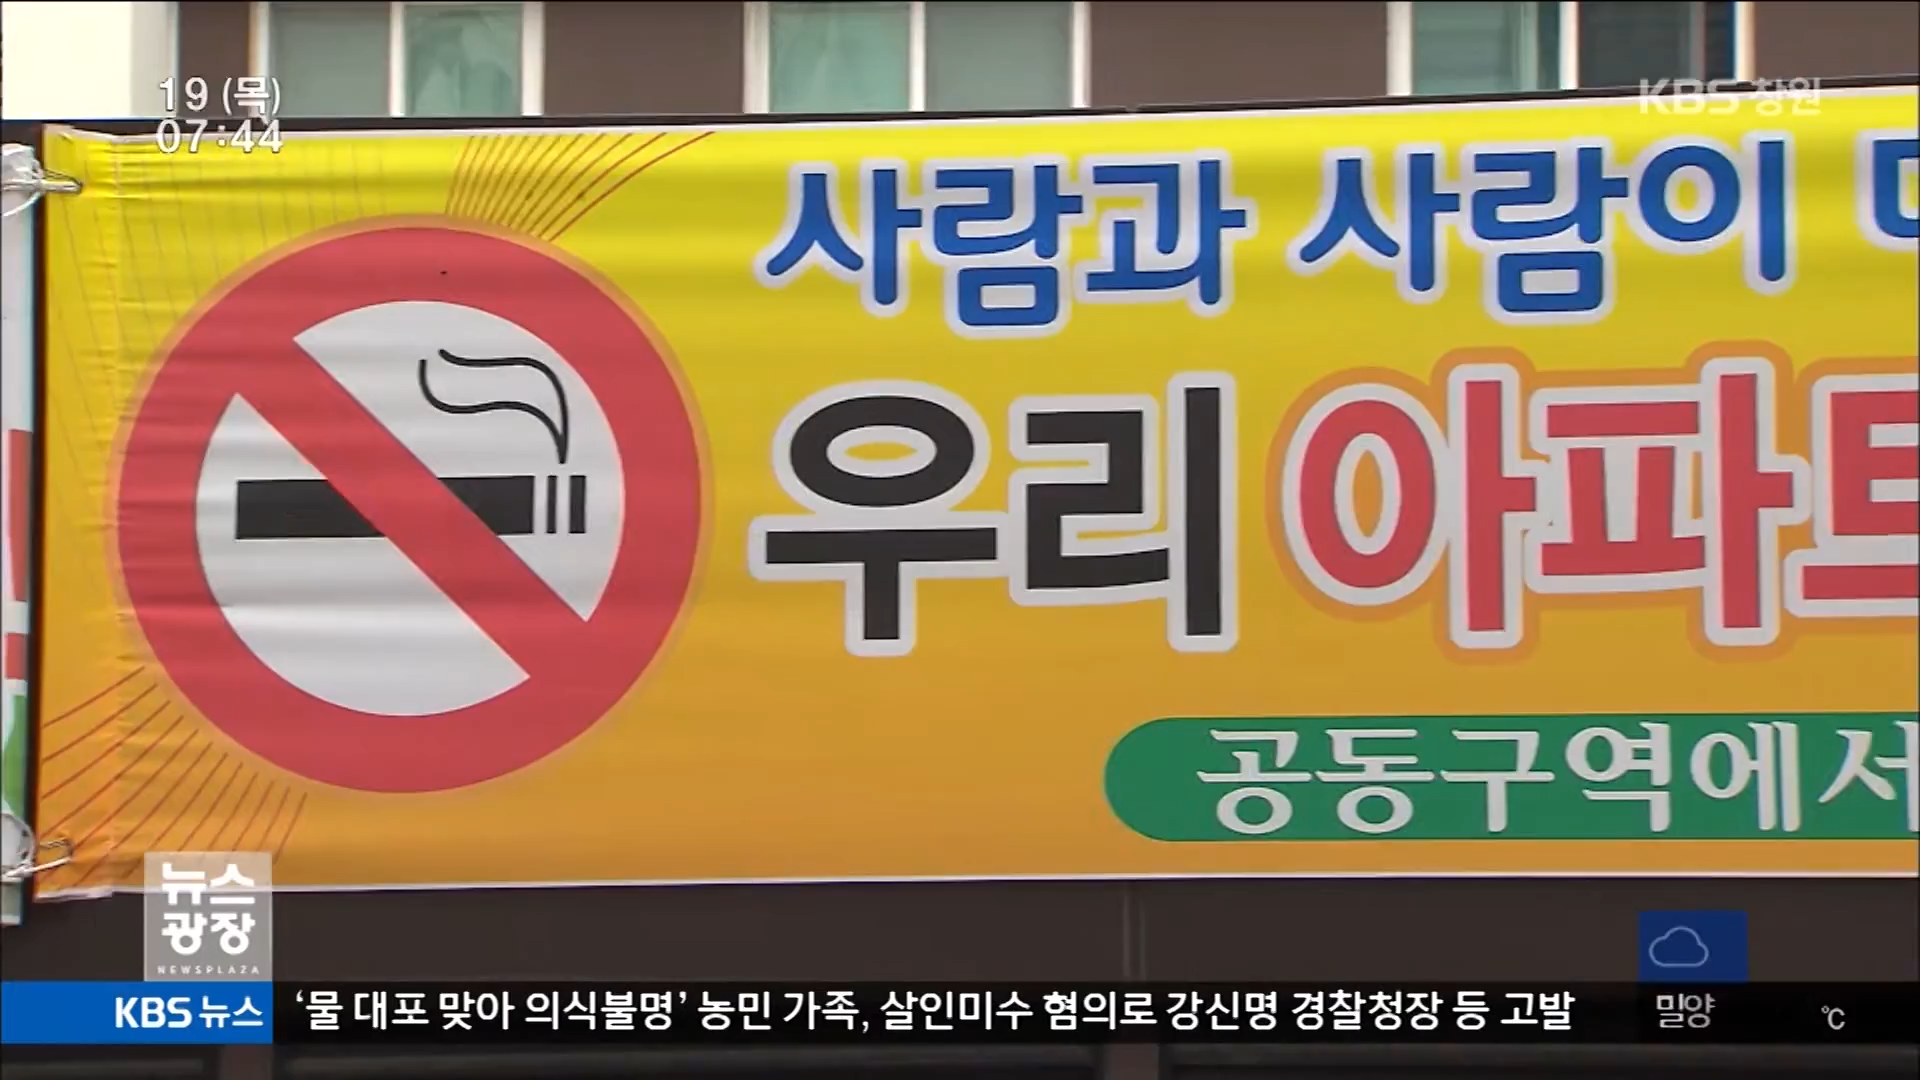 19 (목)
07:44
KBS 창원
사람과 사람이
우리 아파트
공동구역에서
뉴스
광장
NEWSPLAZA
KBS 뉴스
‘물 대포 맞아 의식불명’ 농민 가족, 살인미수 혐의로 강신명 경찰청장 등 고발
밀양
℃